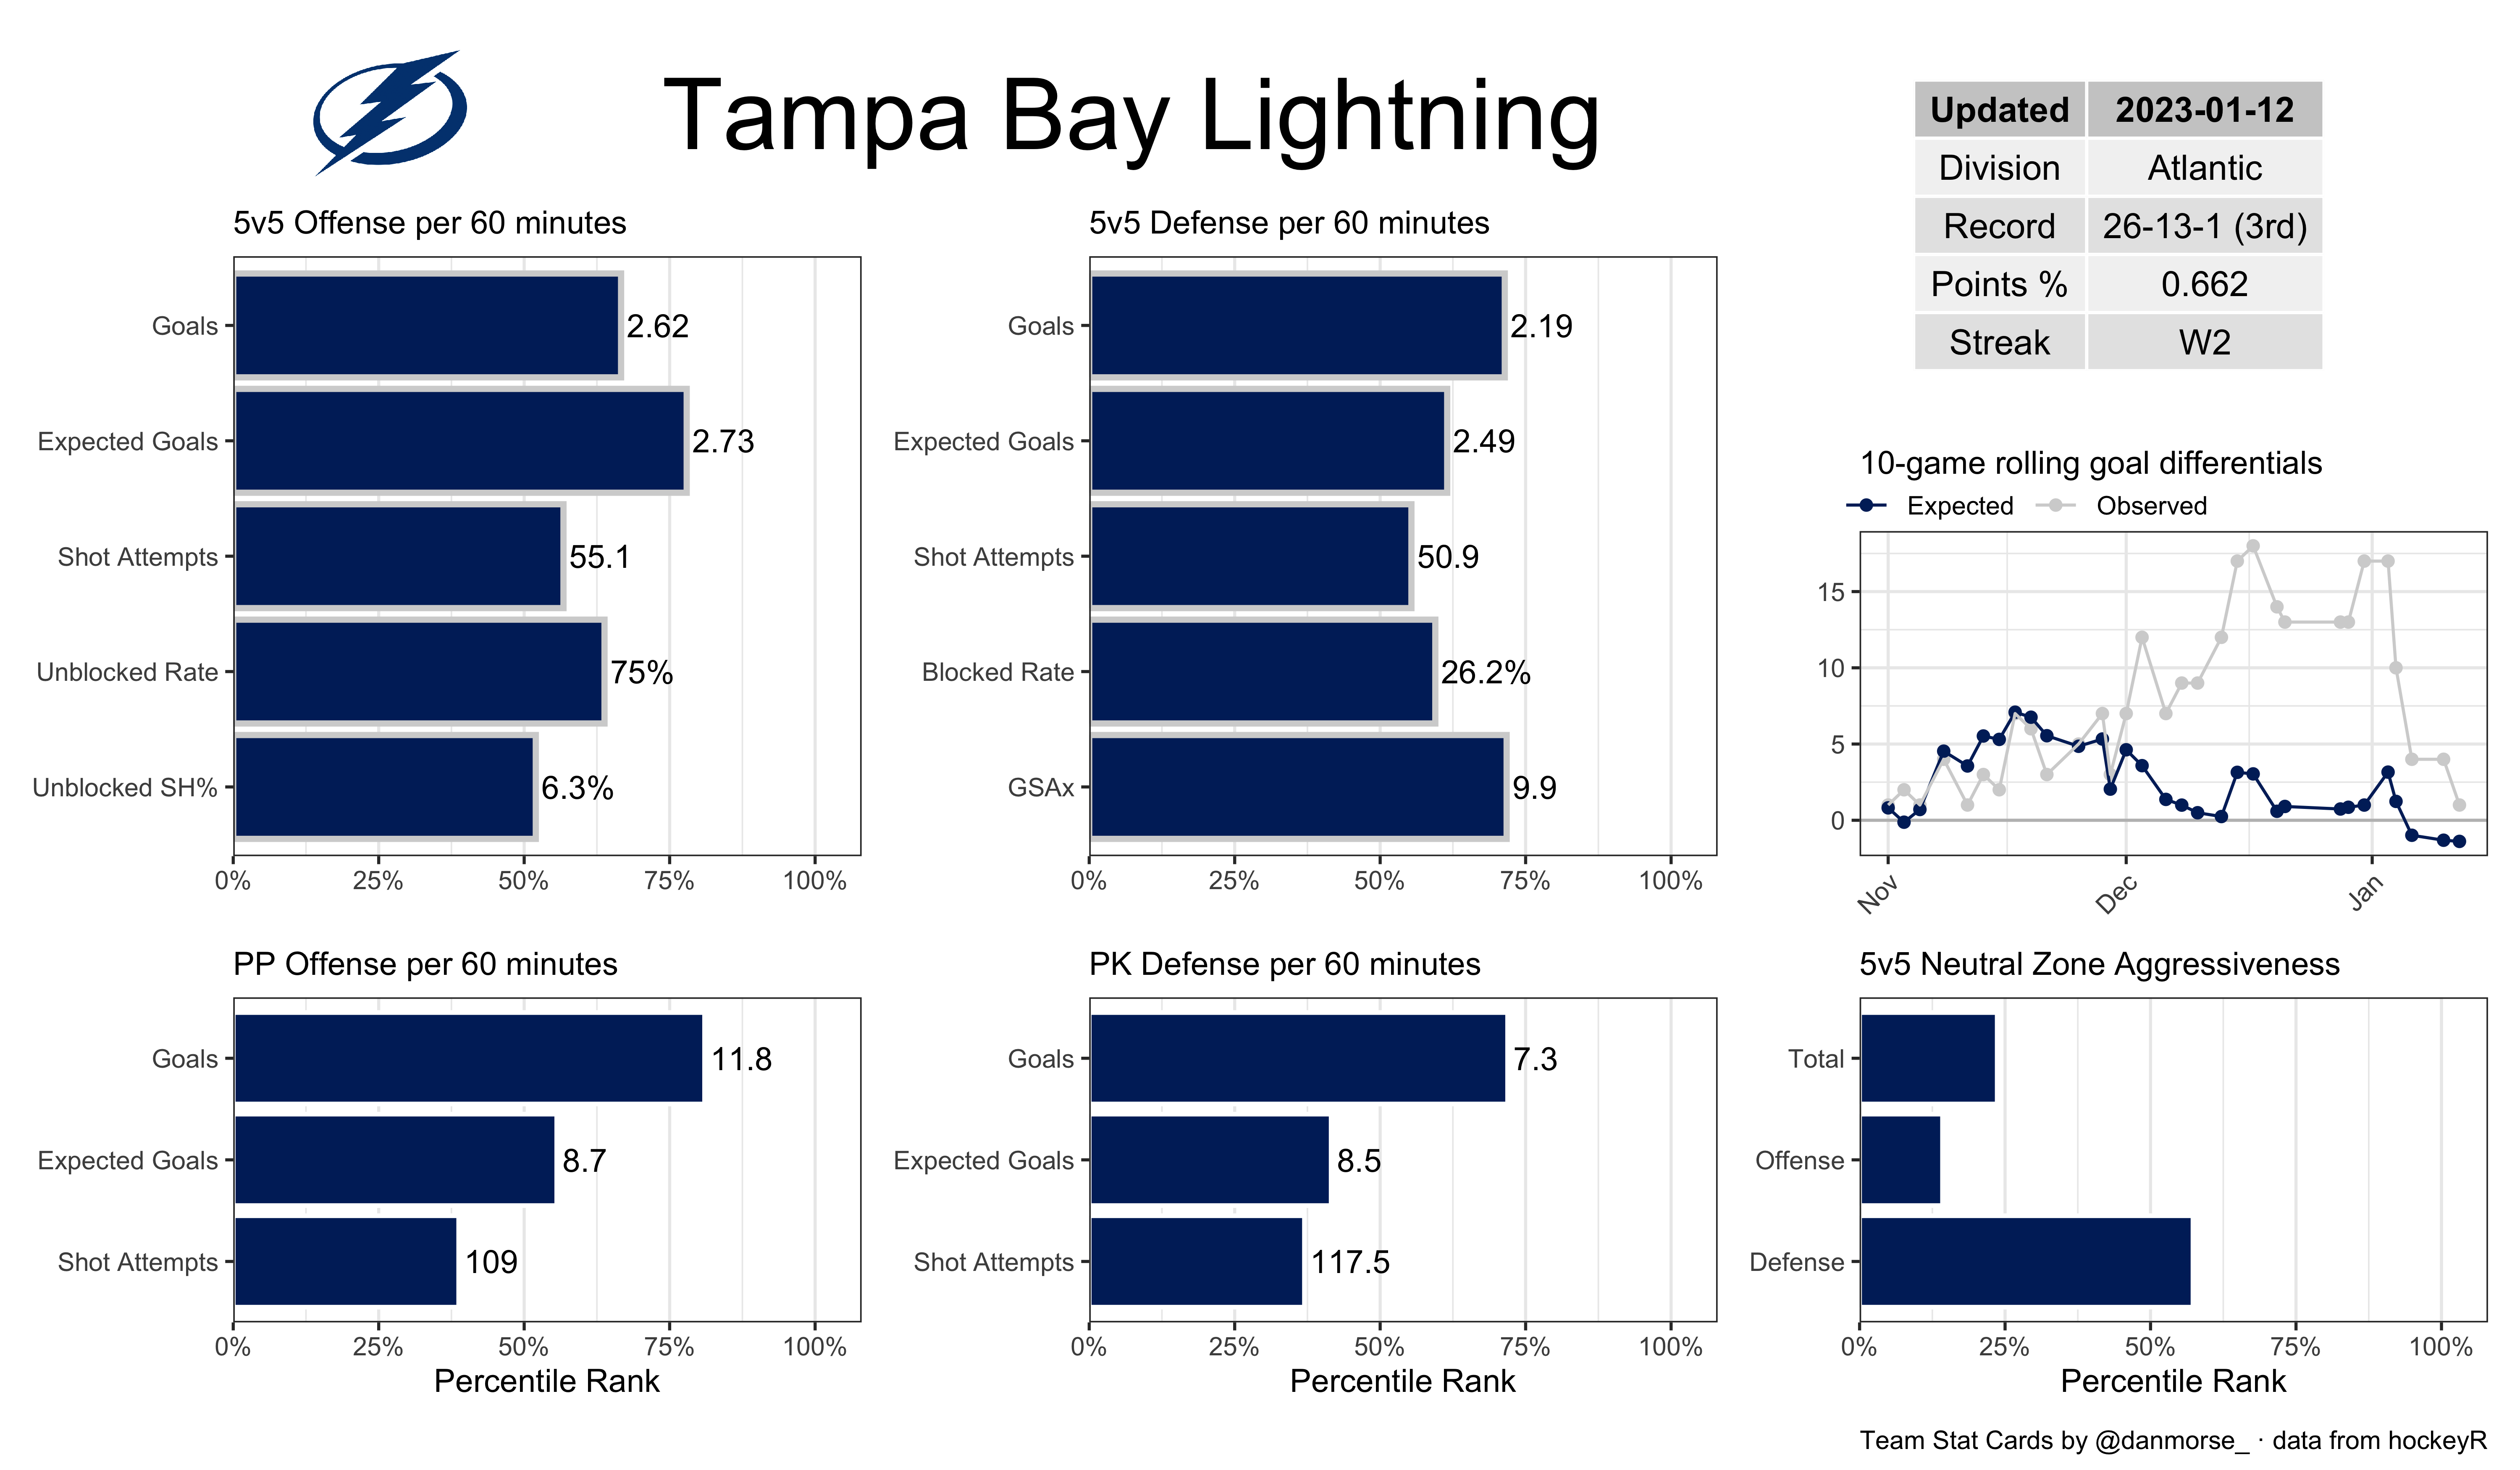 Tampa Bay Lightning
Updated 2023-01-12
Division Atlantic
Record 26-13-1 (3rd)
Points % 0.662
Streak W2
5v5 Offense per 60 minutes
Goals 2.62
Expected Goals 2.73
Shot Attempts 55.1
Unblocked Rate 75%
Unblocked SH% 6.3%
0% 25% 50% 75% 100%
5v5 Defense per 60 minutes
Goals 2.19
Expected Goals 2.49
Shot Attempts 50.9
Blocked Rate 26.2%
GSAx 9.9
0% 25% 50% 75% 100%
10-game rolling goal differentials
Expected Observed
15
10
5
0
Nov Dec Jan
PP Offense per 60 minutes
Goals 11.8
Expected Goals 8.7
Shot Attempts 109
0% 25% 50% 75% 100%
Percentile Rank
PK Defense per 60 minutes
Goals 7.3
Expected Goals 8.5
Shot Attempts 117.5
0% 25% 50% 75% 100%
Percentile Rank
5v5 Neutral Zone Aggressiveness
Total
Offense
Defense
0% 25% 50% 75% 100%
Percentile Rank
Team Stat Cards by @danmorse_ · data from hockeyR